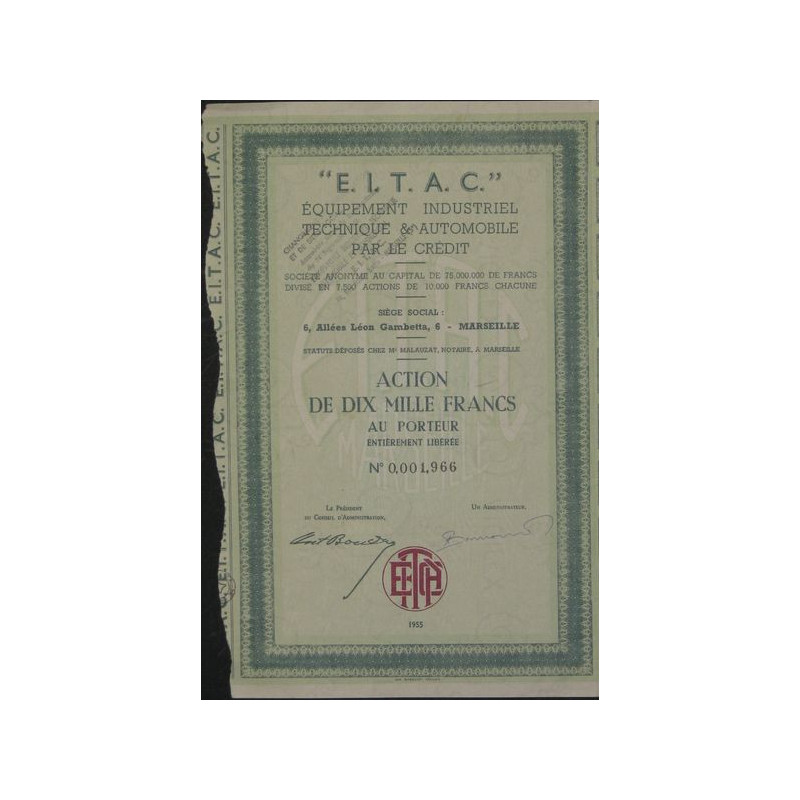 "E. I. T. A. C."
ÉQUIPEMENT INDUSTRIEL
TECHNIQUE & AUTOMOBILE
PAR LE CRÉDIT
SOCIÉTÉ ANONYME AU CAPITAL DE 75.000.000 DE FRANCS
DIVISÉ EN 7.500 ACTIONS DE 10.000 FRANCS CHACUNE
SIÈGE SOCIAL :
6, Allées Léon Gambetta, 6 - MARSEILLE
STATUTS DÉPOSÉS CHEZ Me MALAUZAT, NOTAIRE, A MARSEILLE
ACTION
DE DIX MILLE FRANCS
AU PORTEUR
ENTIÈREMENT LIBÉRÉE
N° 0.001,966
Le Président
du Conseil d'Administration,
Un Administrateur,
EITAC
1955
E.I.T.A.C. E.I.T.A.C. E.I.T.A.C.
MARSEILLE